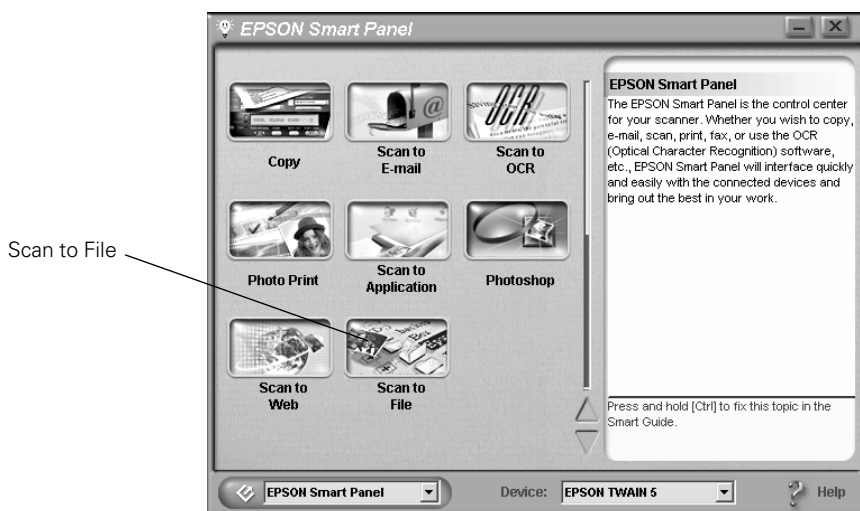 EPSON Smart Panel
Copy
Scan to
E-mail
Scan to
OCR
Photo Print
Scan to
Application
Photoshop
Scan to
Web
Scan to
File
Scan to File
EPSON Smart Panel
The EPSON Smart Panel is the control center
for your scanner. Whether you wish to copy,
e-mail, scan, print, fax, or use the OCR
(Optical Character Recognition) software,
etc., EPSON Smart Panel will interface quickly
and easily with the connected devices and
bring out the best in your work.
Press and hold [Ctrl] to fix this topic in the
Smart Guide.
EPSON Smart Panel
Device:
EPSON TWAIN 5
Help